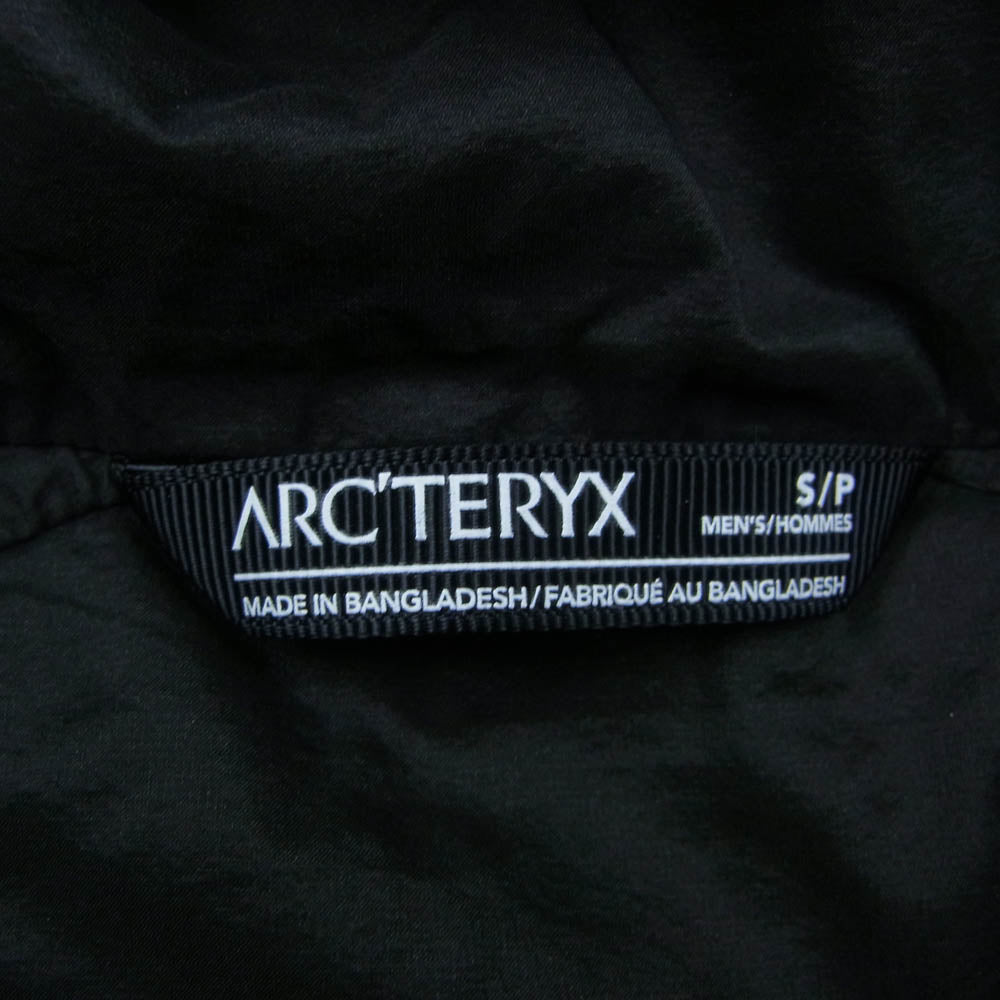 ARC'TERYX
S/P
MEN'S/HOMMES
MADE IN BANGLADESH/FABRIQUÉ AU BANGLADESH